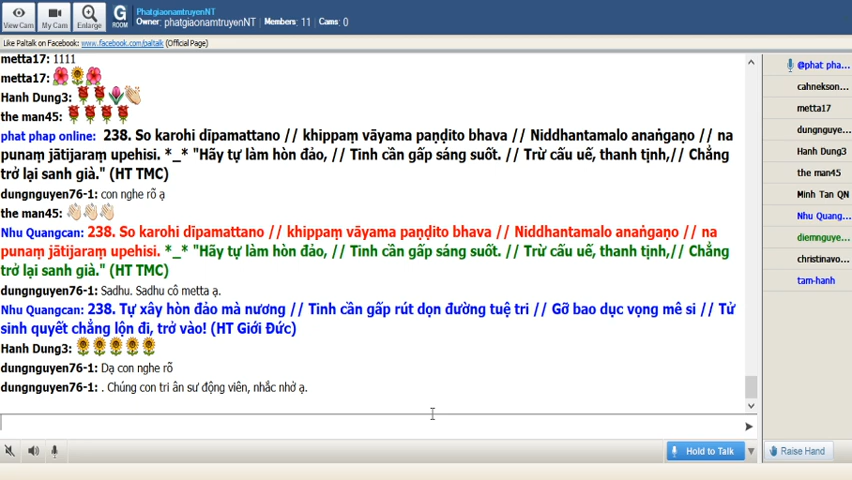 PhatgiaonamtruyenNT
Owner: phatgiaonamtruyenNT Members: 11 Cams: 0
View Cam My Cam Enlarge G ROOM
Like Paltalk on Facebook: www.facebook.com/paltalk (Official Page)
metta17: 1111
metta17:
Hanh Dung3:
the man45:
phat phap online: 238. So karohi dīpamattano // khippaṃ vāyama paṇḍito bhava // Niddhantamalo anaṅgaṇo // na
punaṃ jātijaraṃ upehisi. *_* "Hãy tự làm hòn đảo, // Tinh cần gấp sáng suốt. // Trừ cấu uế, thanh tịnh,// Chẳng
trở lại sanh già." (HT TMC)
dungnguyen76-1: con nghe rõ ạ
the man45:
Nhu Quangcan: 238. So karohi dīpamattano // khippaṃ vāyama paṇḍito bhava // Niddhantamalo anaṅgaṇo // na
punaṃ jātijaraṃ upehisi. *_* "Hãy tự làm hòn đảo, // Tinh cần gấp sáng suốt. // Trừ cấu uế, thanh tịnh,// Chẳng
trở lại sanh già." (HT TMC)
dungnguyen76-1: Sadhu. Sadhu cô metta ạ.
Nhu Quangcan: 238. Tự xây hòn đảo mà nương // Tinh cần gấp rút dọn đường tuệ tri // Gỡ bao dục vọng mê si // Tử
sinh quyết chẳng lộn đi, trở vào! (HT Giới Đức)
Hanh Dung3:
dungnguyen76-1: Dạ con nghe rõ
dungnguyen76-1: . Chúng con tri ân sư động viên, nhắc nhở ạ.
@phat pha...
cahnekson...
metta17
dungnguye...
Hanh Dung3
the man45
Minh Tan QN
Nhu Quang...
diemnguye...
christinavo...
tam-hanh
Hold to Talk
Raise Hand